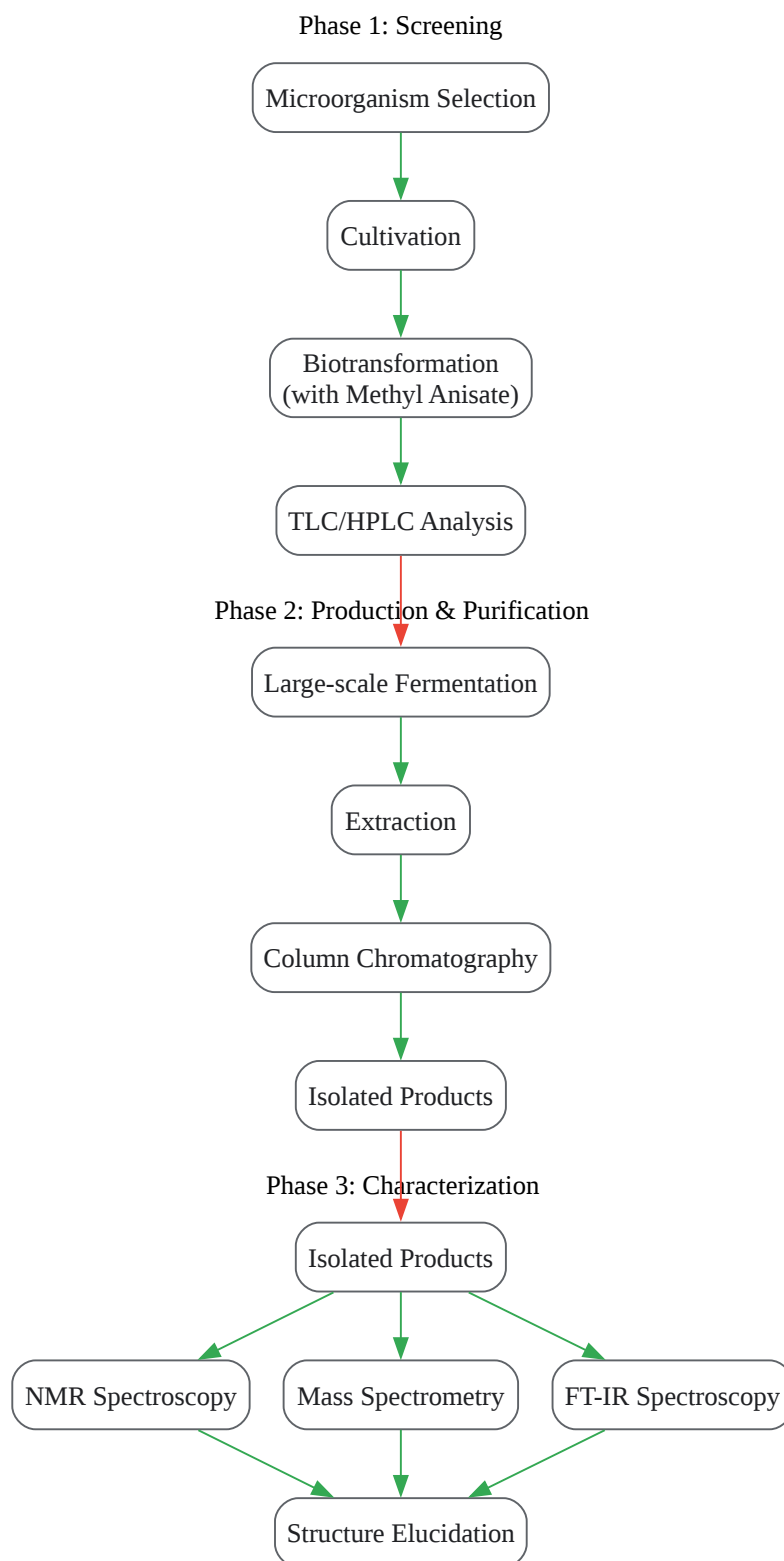 Phase 1: Screening
Microorganism Selection
Cultivation
Biotransformation
(with Methyl Anisate)
TLC/HPLC Analysis
Phase 2: Production & Purification
Large-scale Fermentation
Extraction
Column Chromatography
Isolated Products
Phase 3: Characterization
Isolated Products
NMR Spectroscopy
Mass Spectrometry
FT-IR Spectroscopy
Structure Elucidation